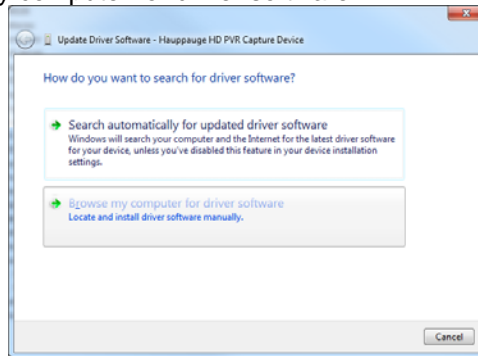 Update Driver Software - Hauppauge HD PVR Capture Device
How do you want to search for driver software?
Search automatically for updated driver software
Windows will search your computer and the Internet for the latest driver software
for your device, unless you've disabled this feature in your device installation
settings.
Browse my computer for driver software
Locate and install driver software manually.
Cancel